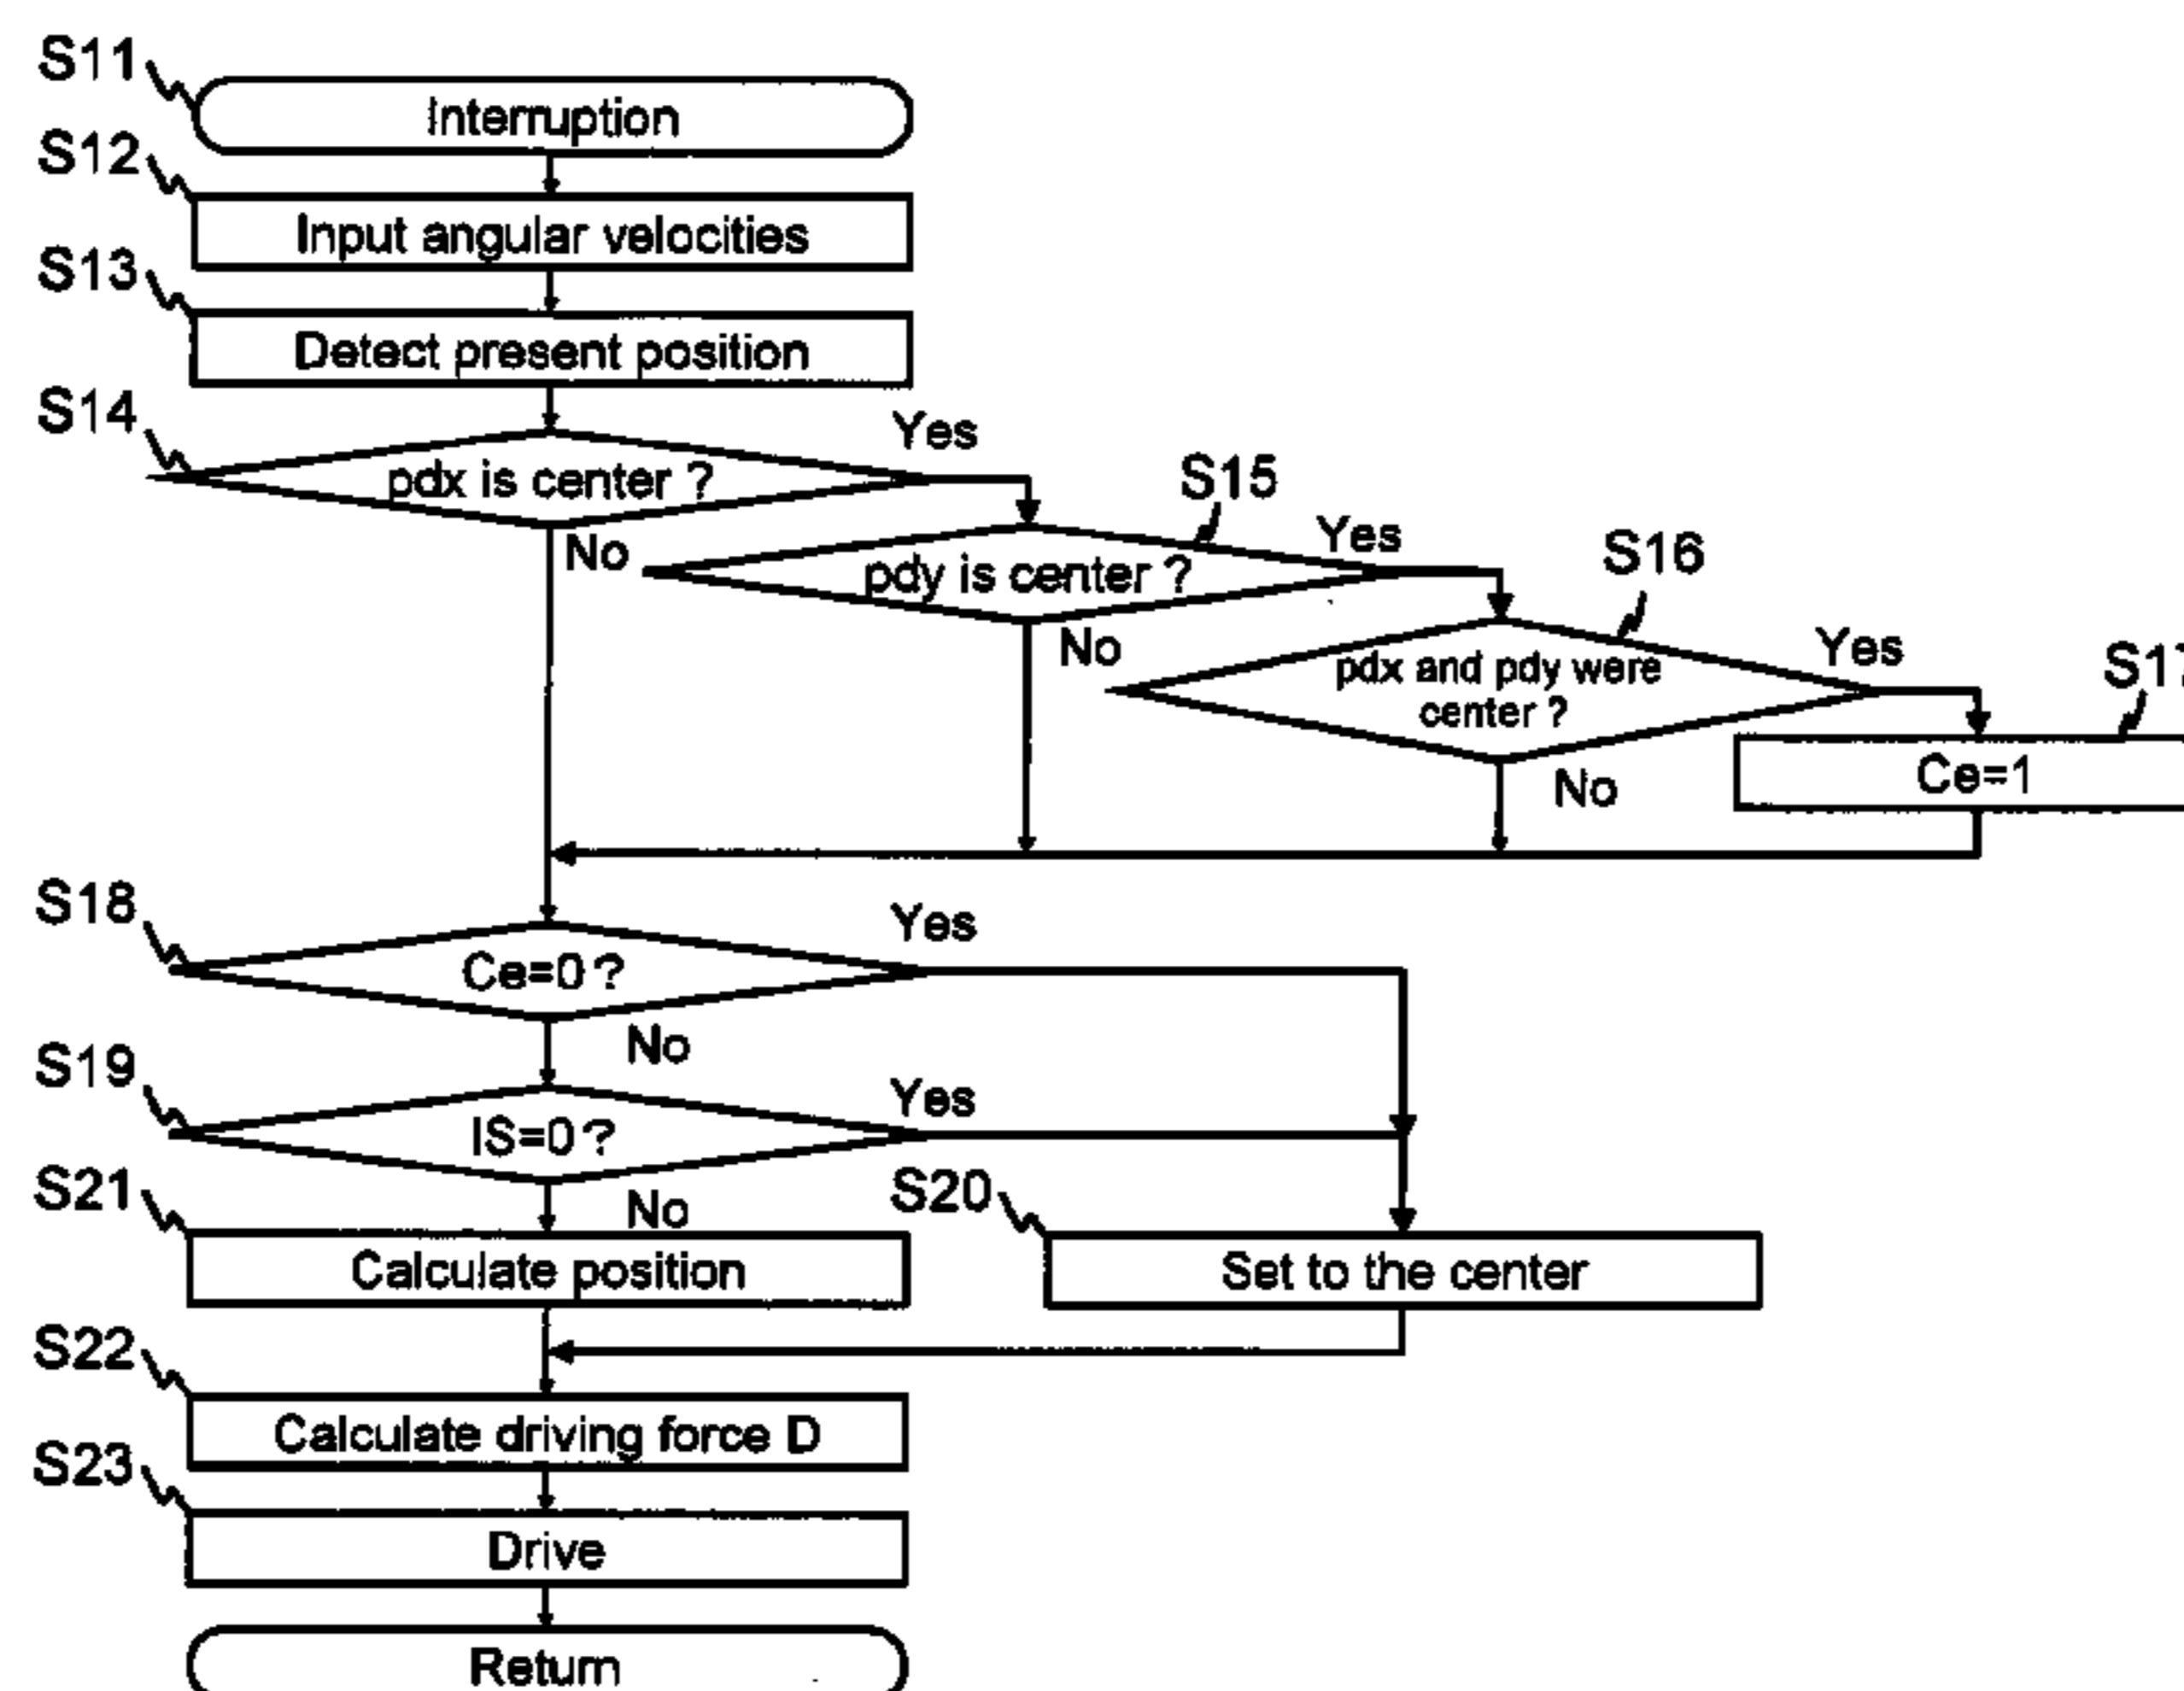 S11
Interruption
S12
Input angular velocities
S13
Detect present position
S14
pdx is center ?
Yes
No
S15
pdy is center ?
Yes
No
S16
pdx and pdy were
center ?
Yes
No
Ce=1
S18
Ce=0 ?
Yes
No
S19
IS=0 ?
Yes
No
S21
Calculate position
S20
Set to the center
S22
Calculate driving force D
S23
Drive
Return